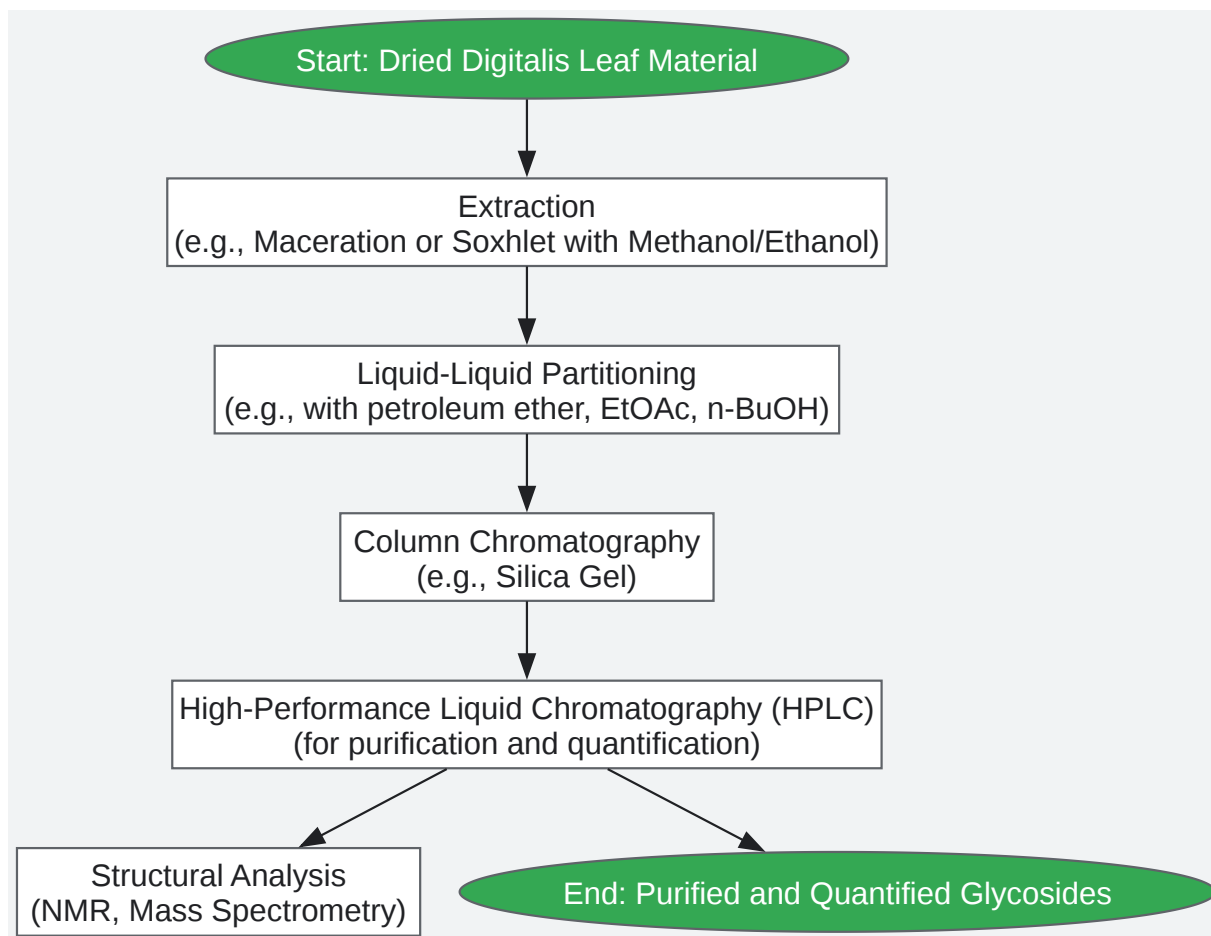 Start: Dried Digitalis Leaf Material
Extraction
(e.g., Maceration or Soxhlet with Methanol/Ethanol)
Liquid-Liquid Partitioning
(e.g., with petroleum ether, EtOAc, n-BuOH)
Column Chromatography
(e.g., Silica Gel)
High-Performance Liquid Chromatography (HPLC)
(for purification and quantification)
Structural Analysis
(NMR, Mass Spectrometry)
End: Purified and Quantified Glycosides